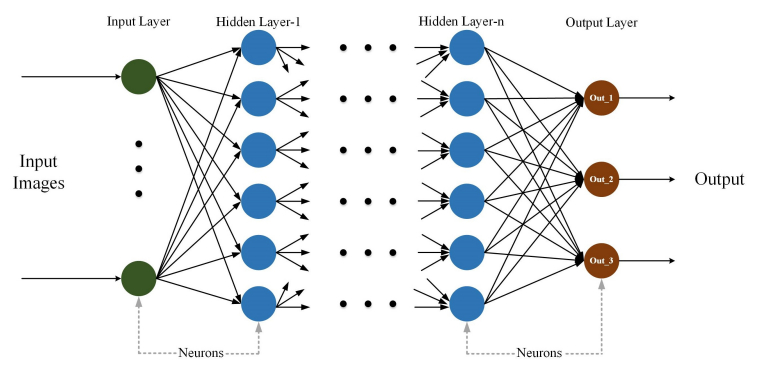 Input Layer
Hidden Layer-1
Hidden Layer-n
Output Layer
Out_1
Input
Images
Out_2
Output
Out_3
Neurons
Neurons